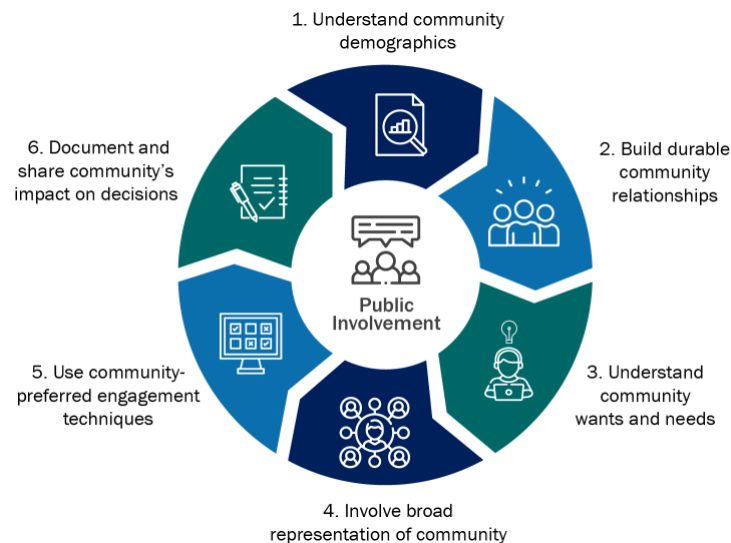 1. Understand community
demographics
2. Build durable
community
relationships
3. Understand
community
wants and needs
4. Involve broad
representation of community
5. Use community-
preferred engagement
techniques
6. Document and
share community’s
impact on decisions
Public
Involvement